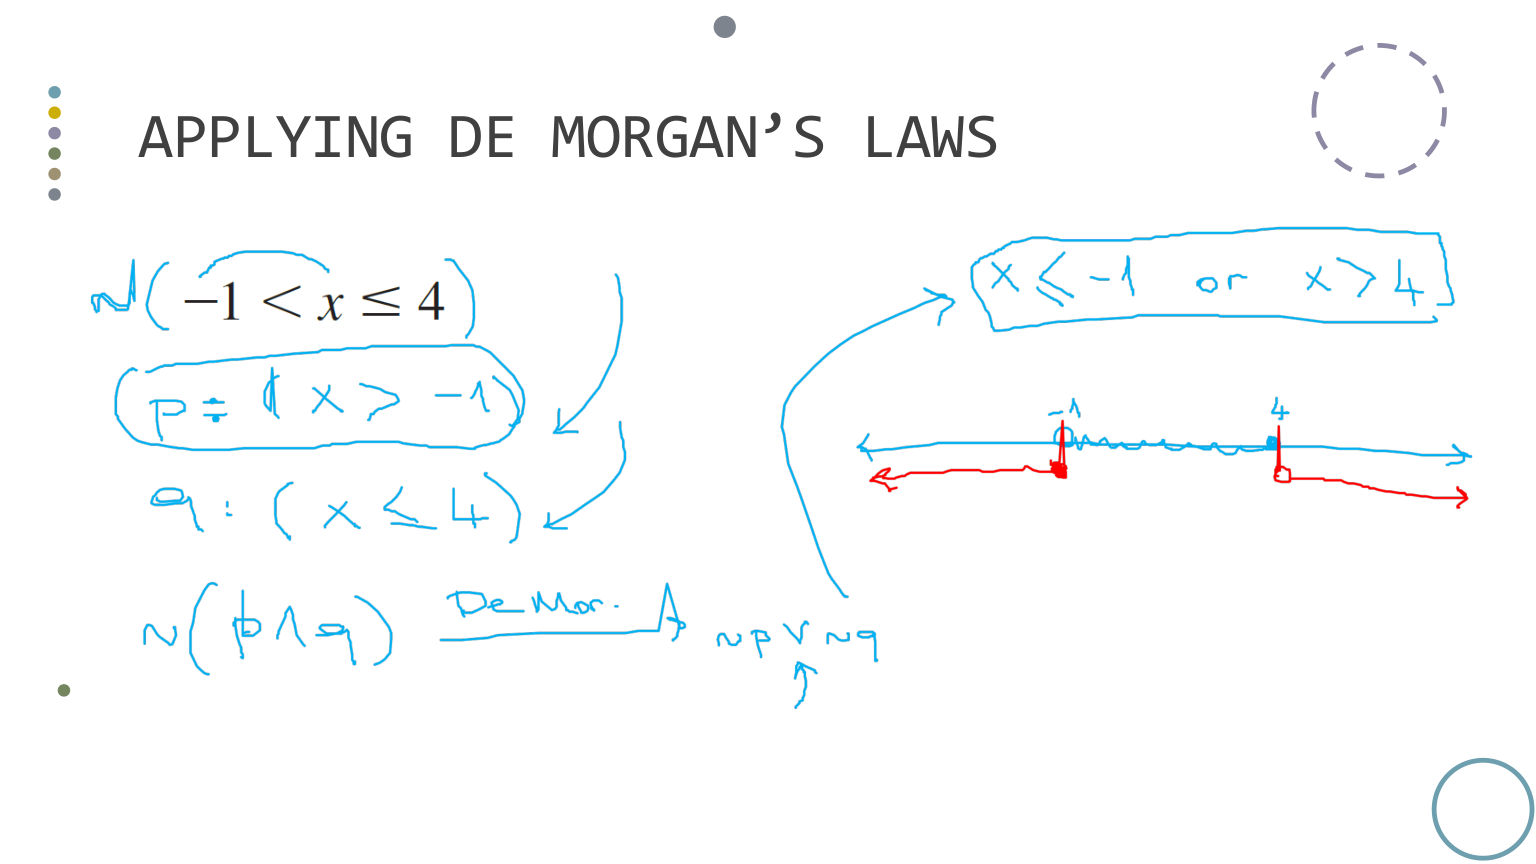 APPLYING DE MORGAN’S LAWS
~(−1 < x ≤ 4)
p: (x > −1)
q: (x ≤ 4)
~(p ∧ q) De Mor. ~p ∨ ~q
x ≤ −1 or x > 4
−1 4